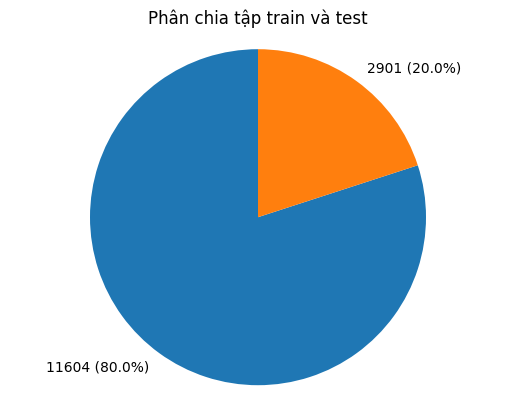 Phân chia tập train và test
2901 (20.0%)
11604 (80.0%)